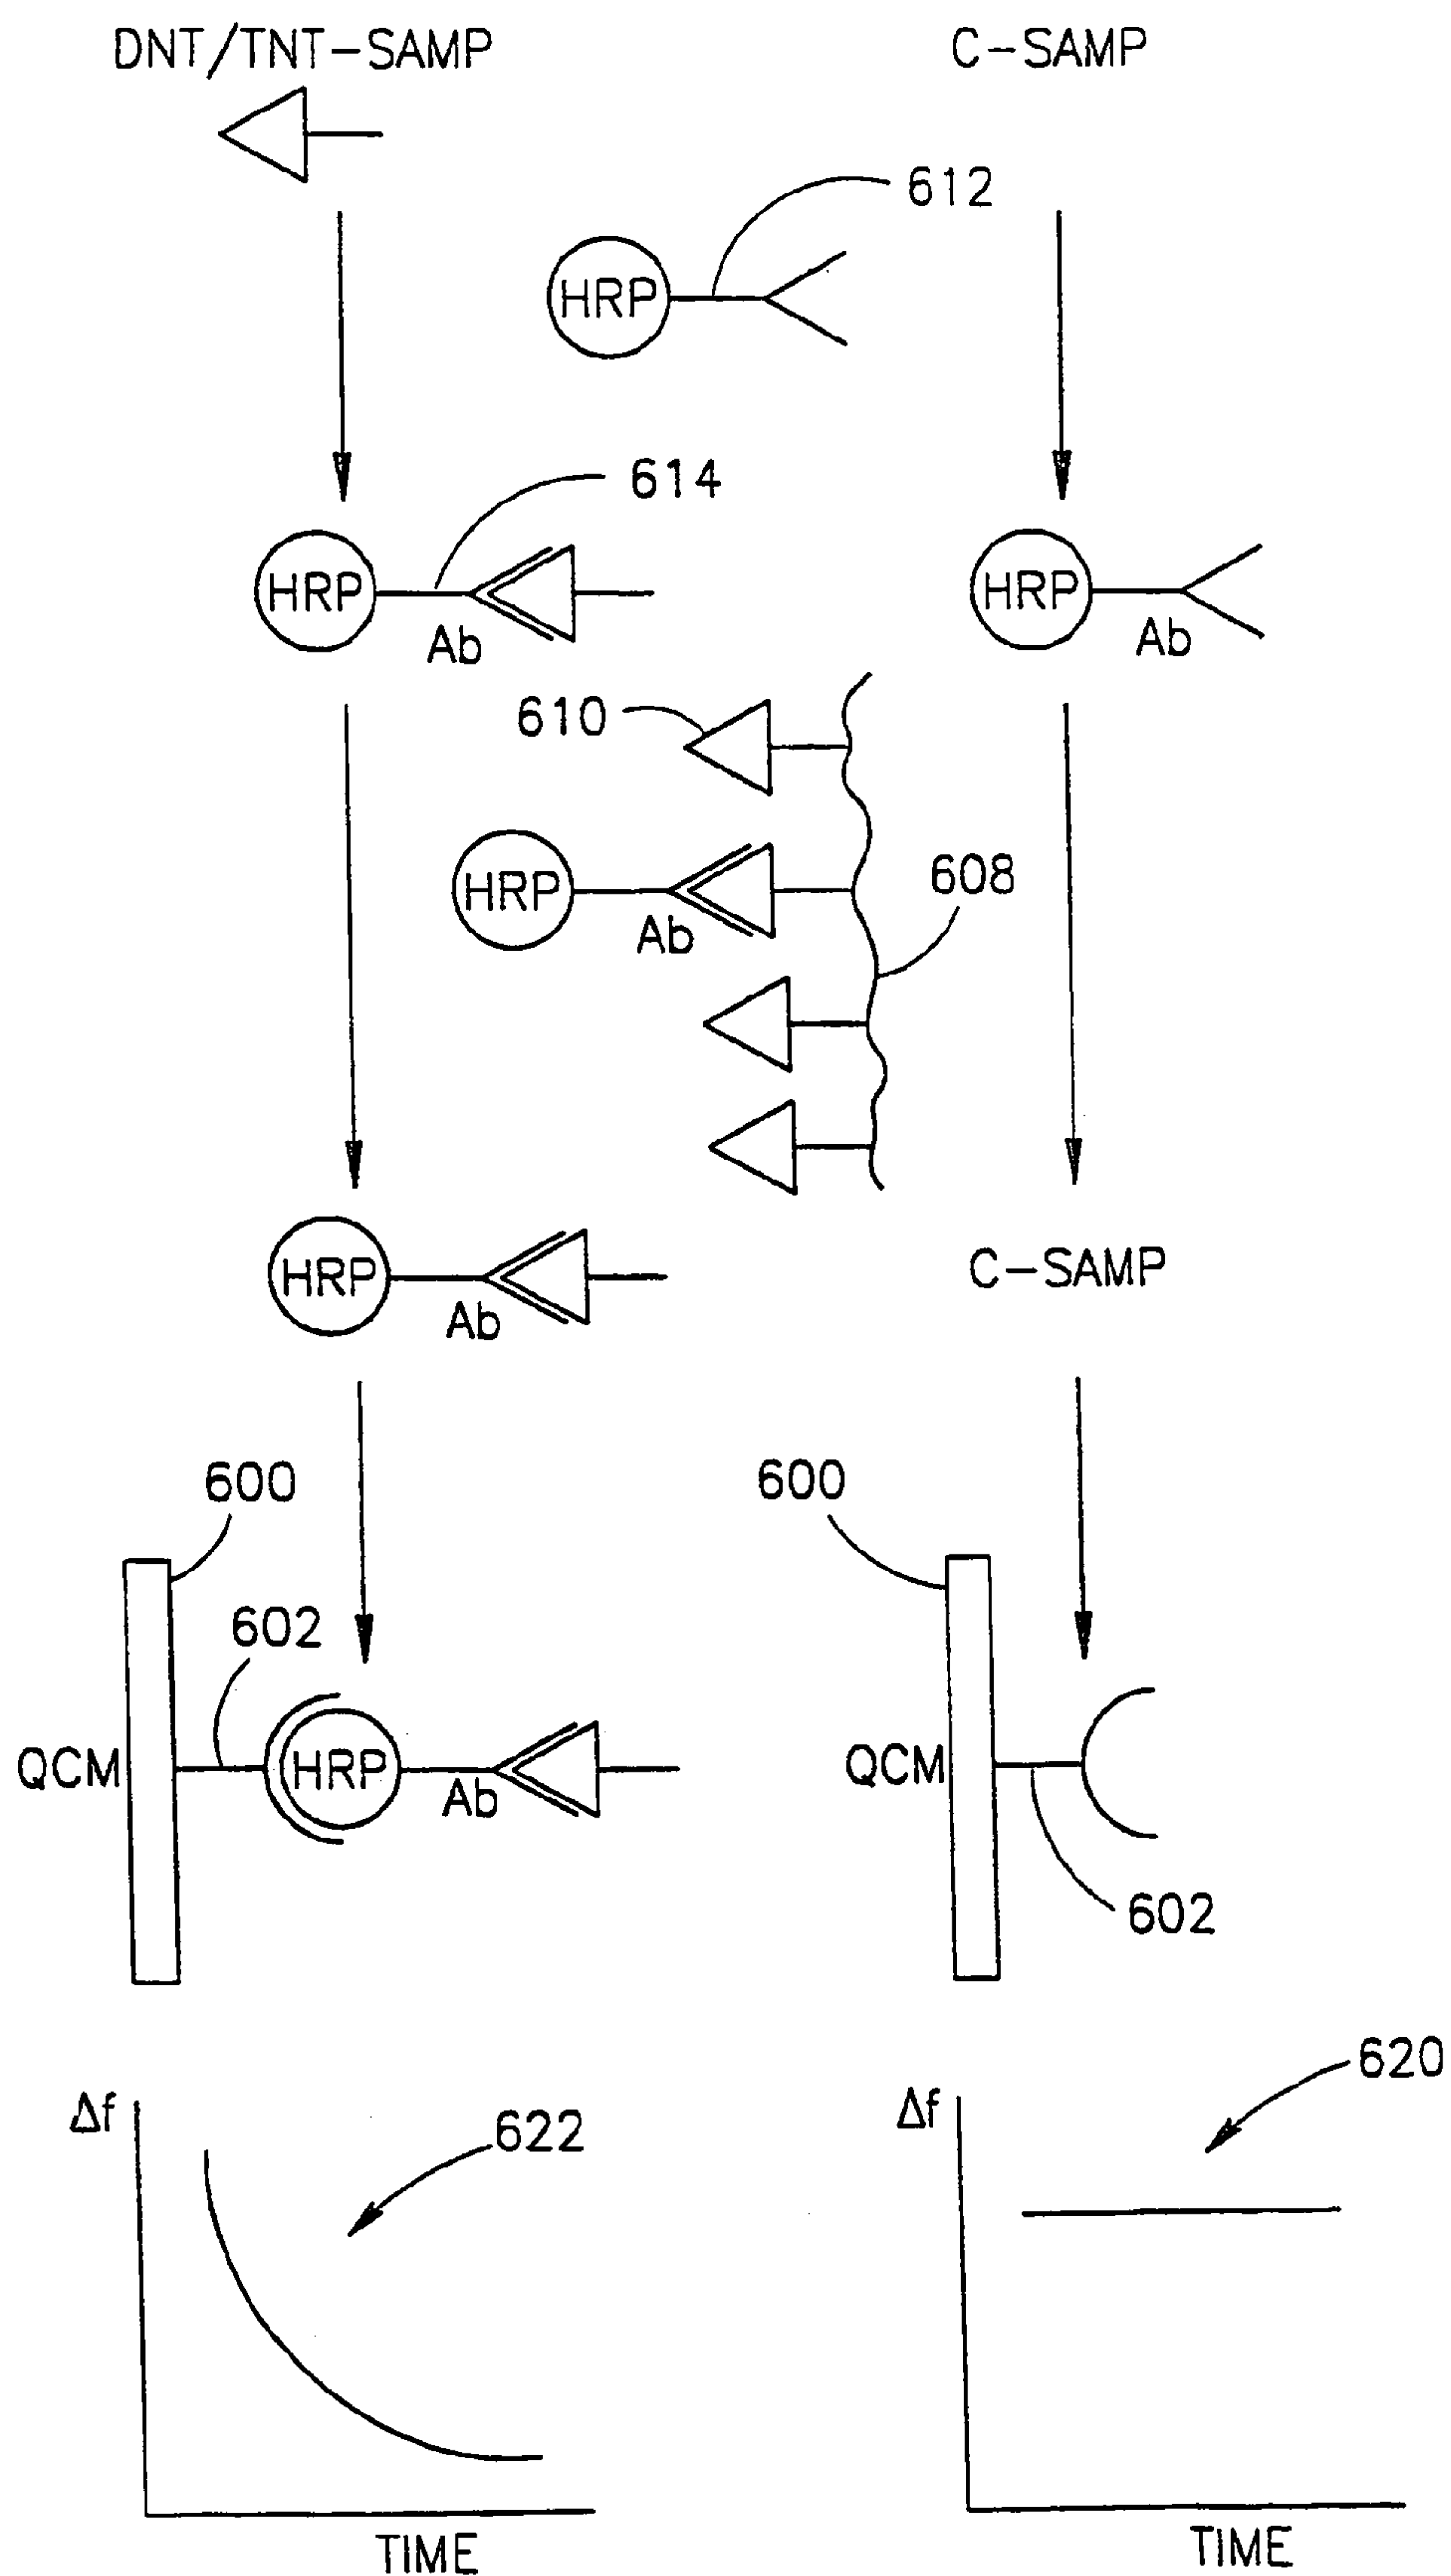 DNT/TNT-SAMP
C-SAMP
612
HRP
614
HRP
Ab
HRP
Ab
610
HRP
Ab
608
HRP
Ab
C-SAMP
600
600
602
QCM
HRP
Ab
QCM
602
Δf
622
TIME
Δf
620
TIME